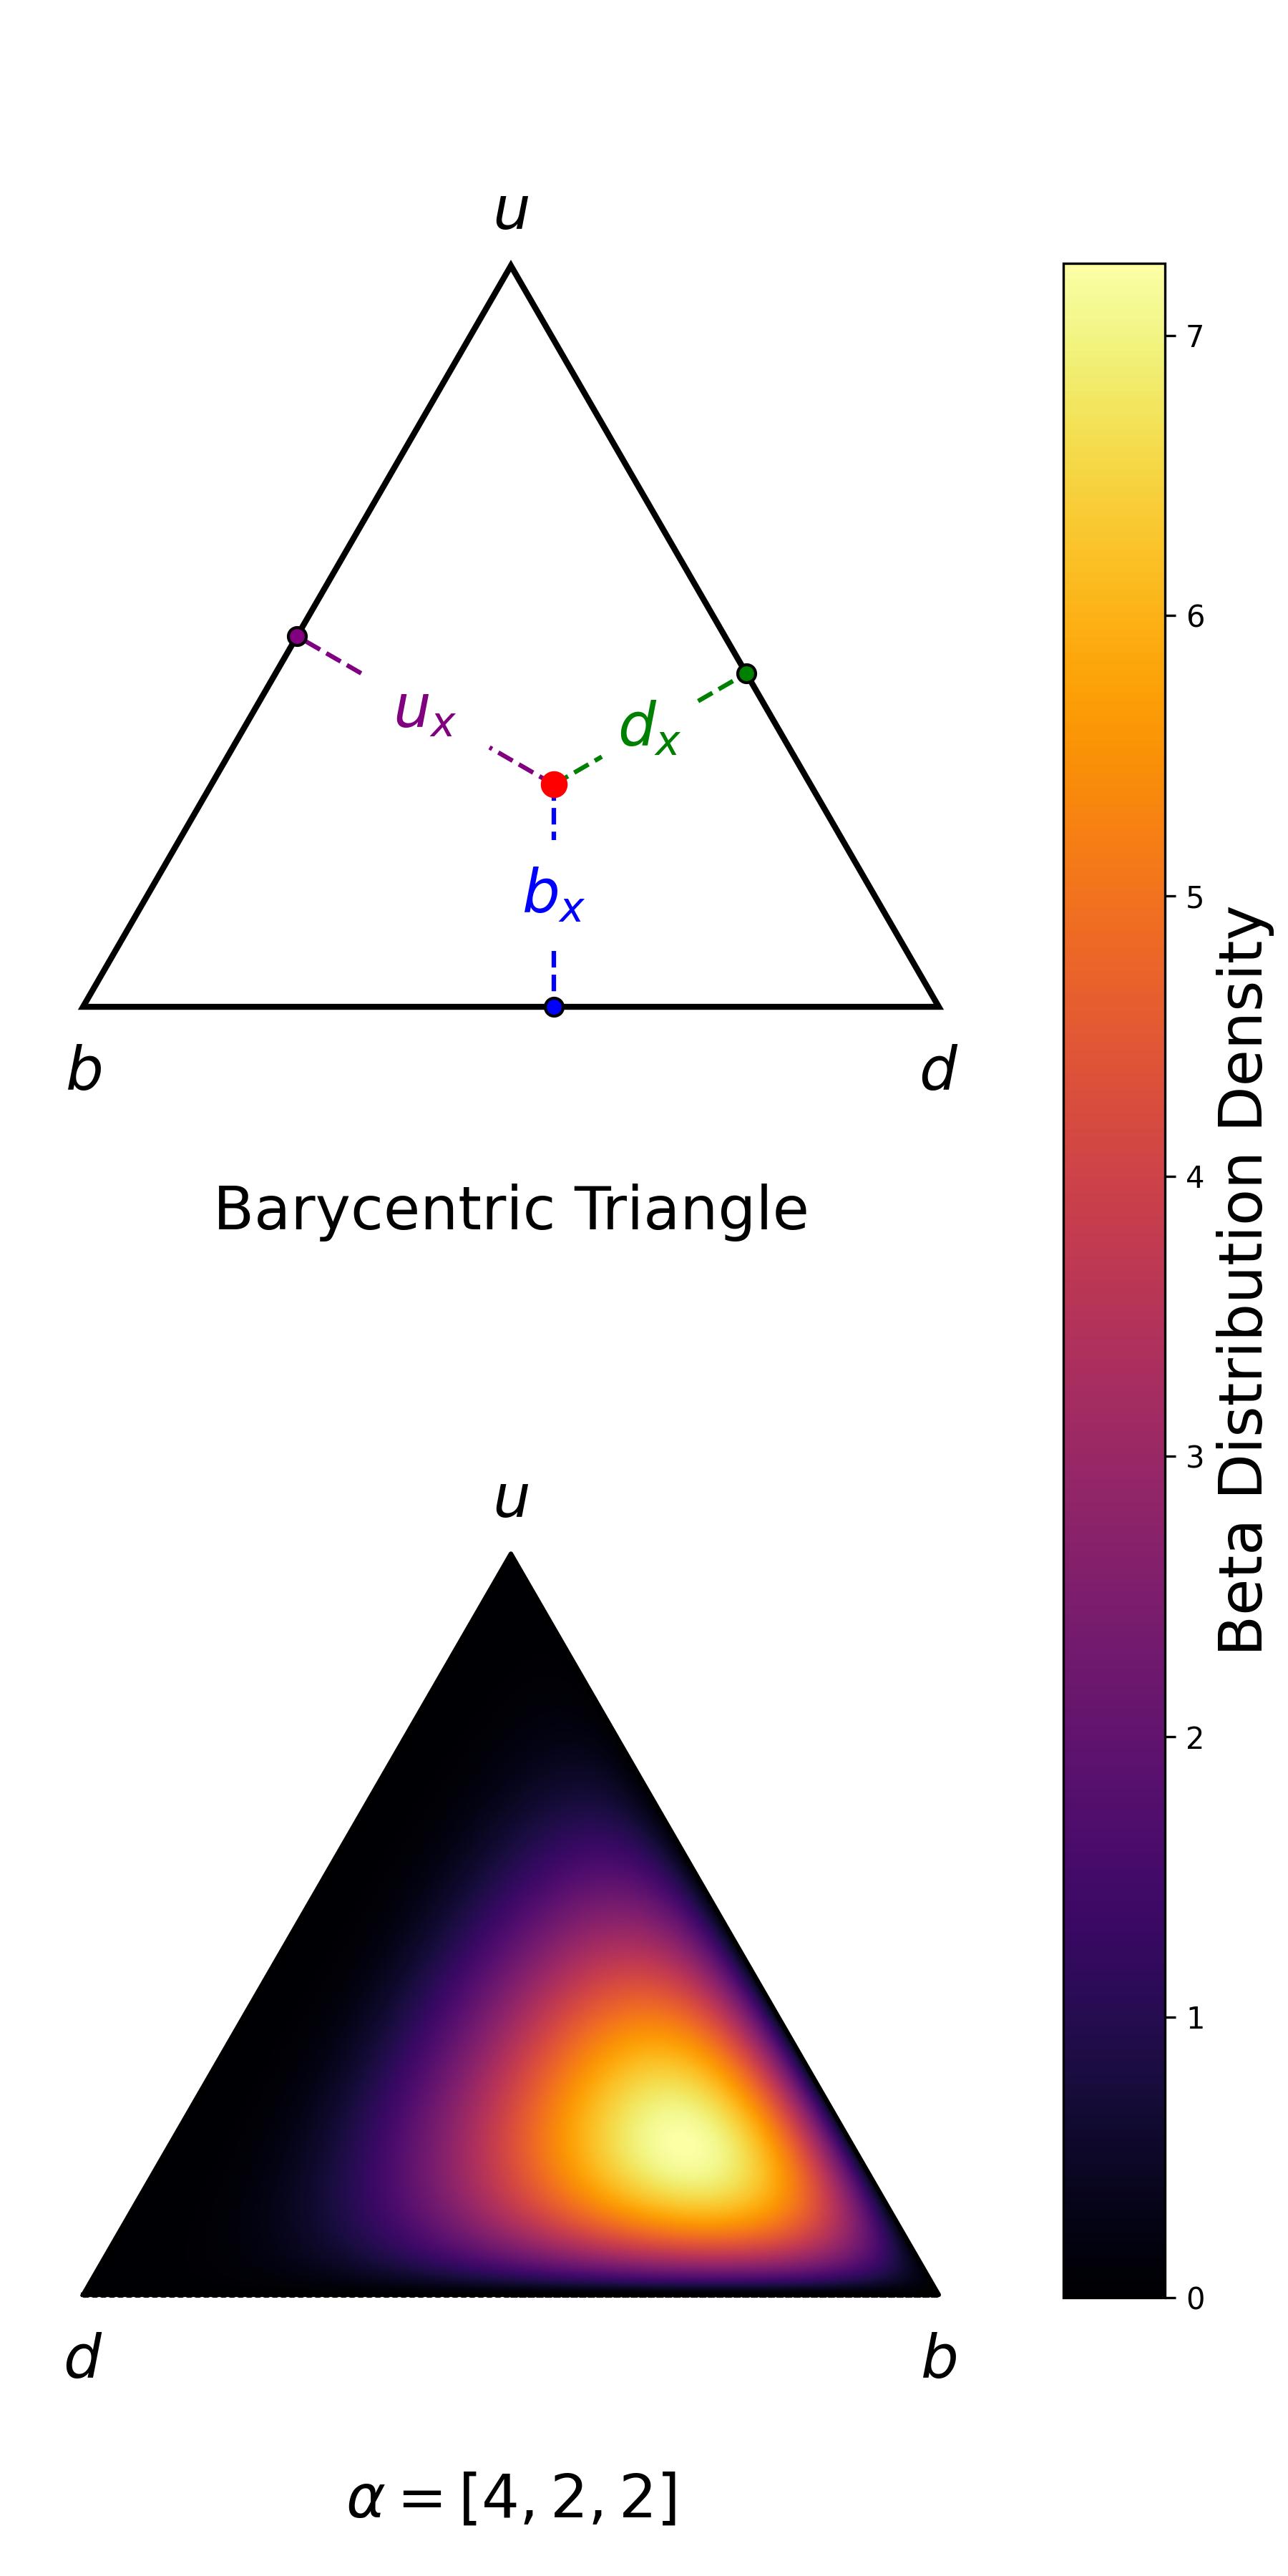 u
u_x
d_x
b_x
b
d
Barycentric Triangle
u
d
b
α = [4, 2, 2]
7
6
5
4
3
2
1
0
Beta Distribution Density